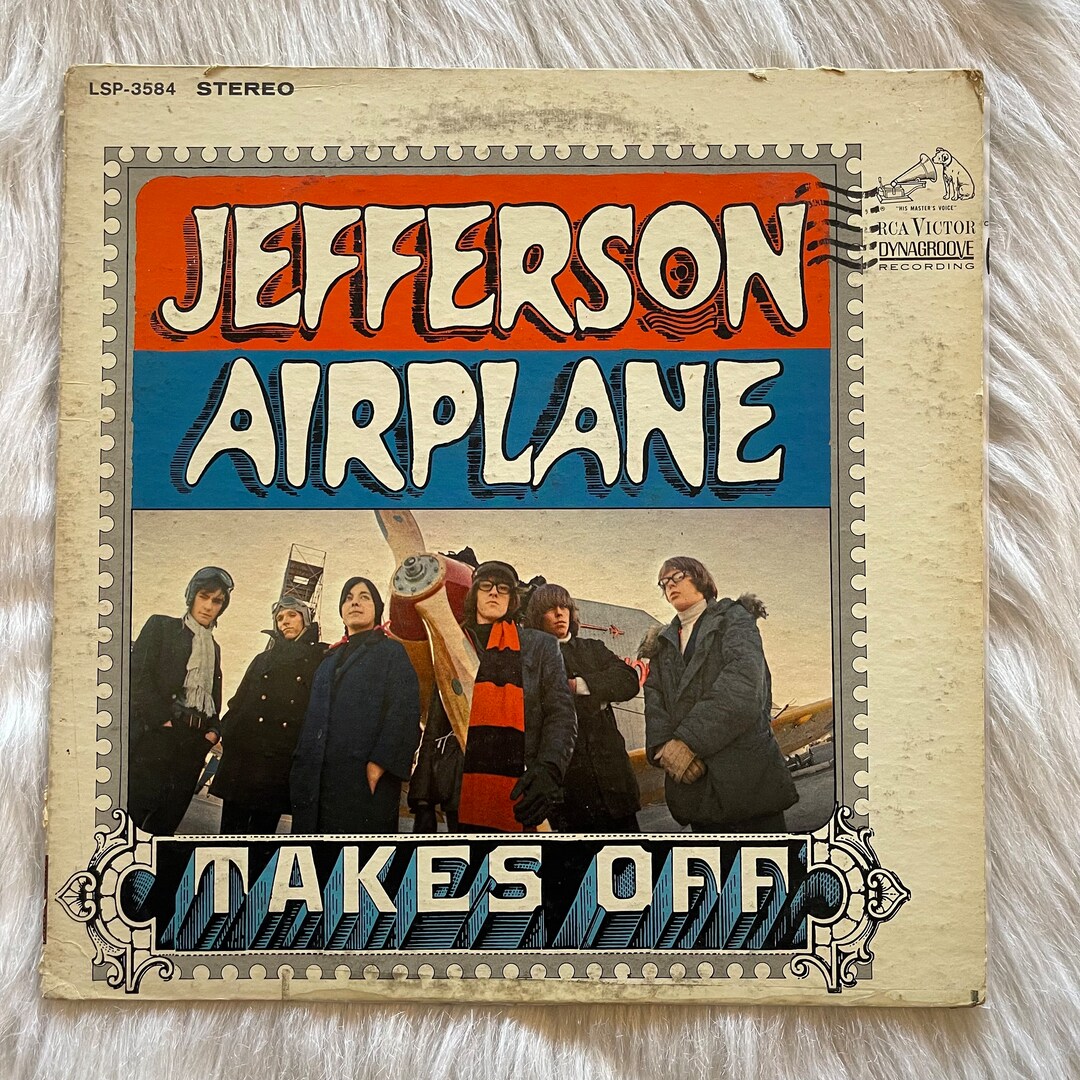 LSP-3584 STEREO
"HIS MASTER'S VOICE"
RCA VICTOR
DYNAGROOVE
RECORDING
JEFFERSON
AIRPLANE
TAKES OFF